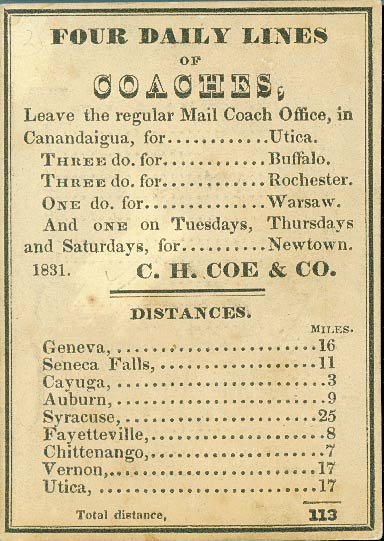 FOUR DAILY LINES
OF
COACHES,
Leave the regular Mail Coach Office, in
Canandaigua, for............Utica.
THREE do. for............Buffalo.
THREE do. for............Rochester.
ONE do. for..............Warsaw.
And ONE on Tuesdays, Thursdays
and Saturdays, for..........Newtown.
1831. C. H. COE & CO.
DISTANCES.
MILES.
Geneva,........................16
Seneca Falls,...................11
Cayuga,.........................3
Auburn,.........................9
Syracuse,.......................25
Fayetteville,.....................8
Chittenango,....................7
Vernon,.........................17
Utica,..........................17
Total distance, 113